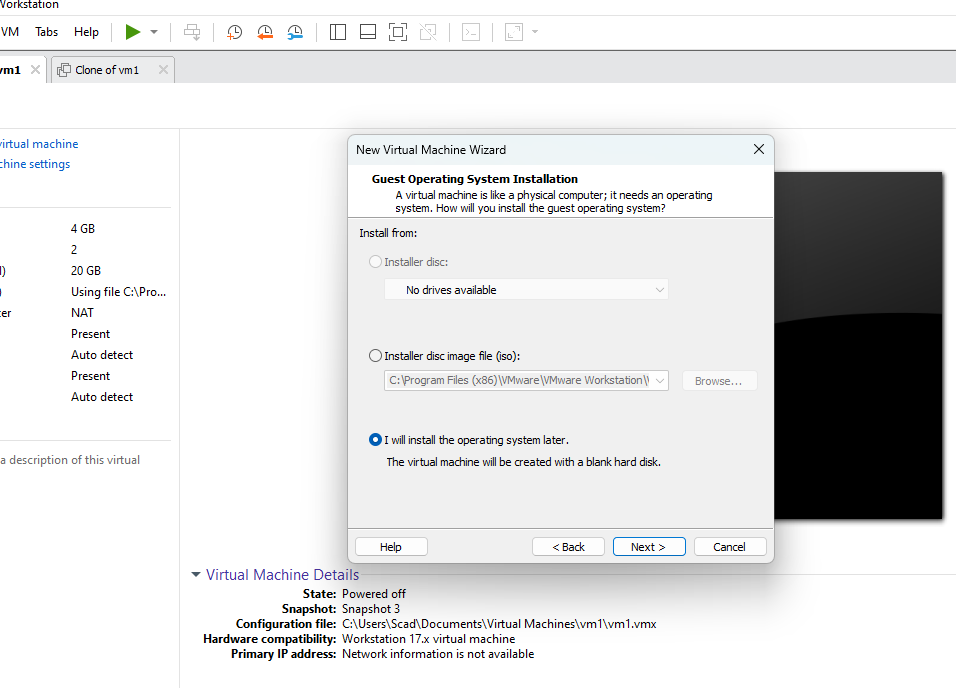 Workstation
VM Tabs Help
vm1 Clone of vm1
virtual machine
chine settings
4 GB
2
l) 20 GB
) Using file C:\Pro...
ter NAT
Present
Auto detect
Present
Auto detect
a description of this virtual
New Virtual Machine Wizard
Guest Operating System Installation
A virtual machine is like a physical computer; it needs an operating
system. How will you install the guest operating system?
Install from:
Installer disc:
No drives available
Installer disc image file (iso):
C:\Program Files (x86)\VMware\VMware Workstation\
Browse...
I will install the operating system later.
The virtual machine will be created with a blank hard disk.
Help < Back Next > Cancel
Virtual Machine Details
State: Powered off
Snapshot: Snapshot 3
Configuration file: C:\Users\Scad\Documents\Virtual Machines\vm1\vm1.vmx
Hardware compatibility: Workstation 17.x virtual machine
Primary IP address: Network information is not available